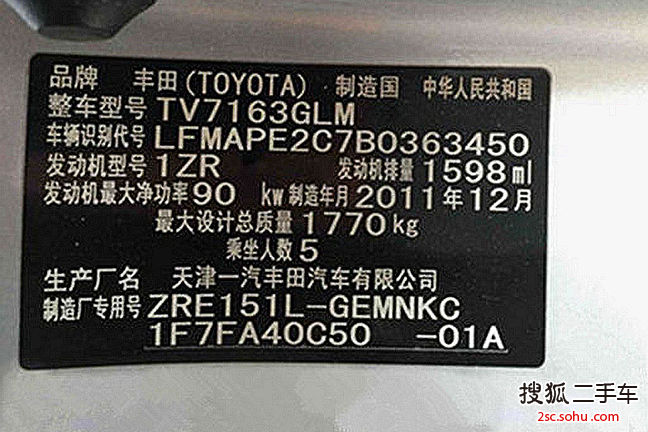 品牌 丰田(TOYOTA) 制造国 中华人民共和国
整车型号 TV7163GLM
车辆识别代号 LFMAPE2C7B0363450
发动机型号 1ZR 发动机排量 1598ml
发动机最大净功率 90 kw 制造年月 2011年12月
最大设计总质量 1770kg
乘坐人数 5
生产厂名 天津一汽丰田汽车有限公司
制造厂专用号 ZRE151L-GEMNKC
1F7FA40C50 -01A
搜狐二手车
2sc.sohu.com